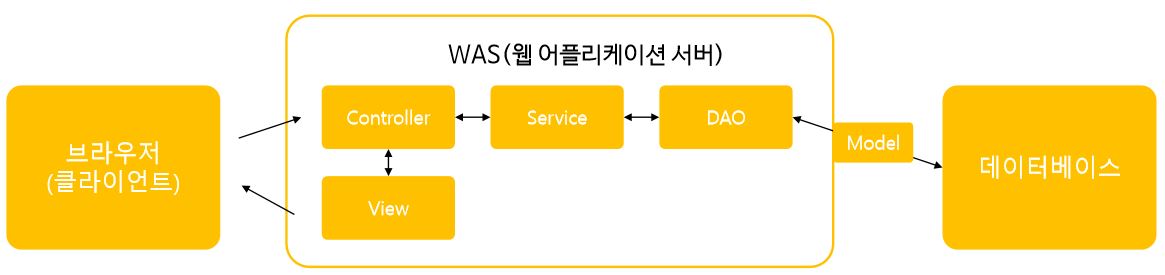 WAS(웹 어플리케이션 서버)
브라우저
(클라이언트)
Controller
Service
DAO
Model
데이터베이스
View